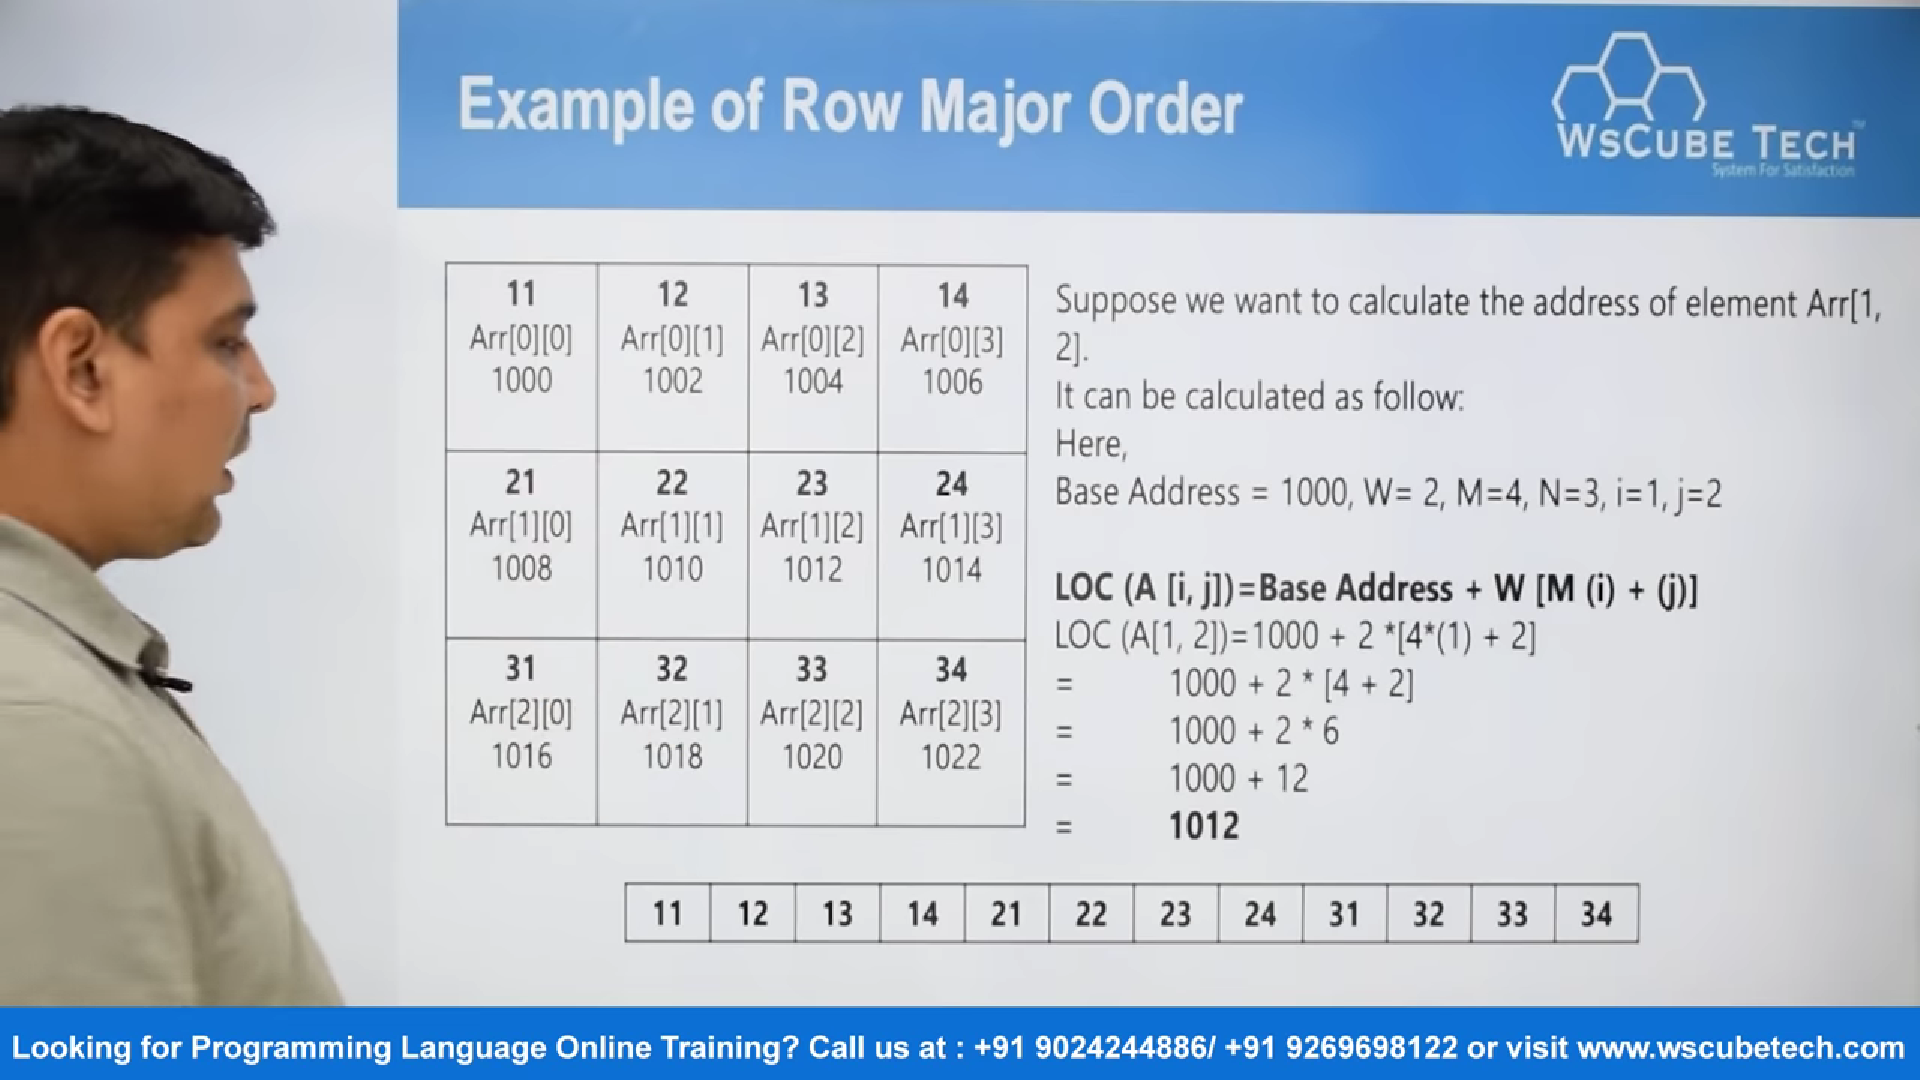 Example of Row Major Order
WSCUBE TECH
™
System For Satisfaction
11 12 13 14
Arr[0][0] Arr[0][1] Arr[0][2] Arr[0][3]
1000 1002 1004 1006
21 22 23 24
Arr[1][0] Arr[1][1] Arr[1][2] Arr[1][3]
1008 1010 1012 1014
31 32 33 34
Arr[2][0] Arr[2][1] Arr[2][2] Arr[2][3]
1016 1018 1020 1022
Suppose we want to calculate the address of element Arr[1,
2].
It can be calculated as follow:
Here,
Base Address = 1000, W= 2, M=4, N=3, i=1, j=2
LOC (A [i, j])=Base Address + W [M (i) + (j)]
LOC (A[1, 2])=1000 + 2 *[4*(1) + 2]
= 1000 + 2 * [4 + 2]
= 1000 + 2 * 6
= 1000 + 12
= 1012
11 12 13 14 21 22 23 24 31 32 33 34
Looking for Programming Language Online Training? Call us at : +91 9024244886/ +91 9269698122 or visit www.wscubetech.com